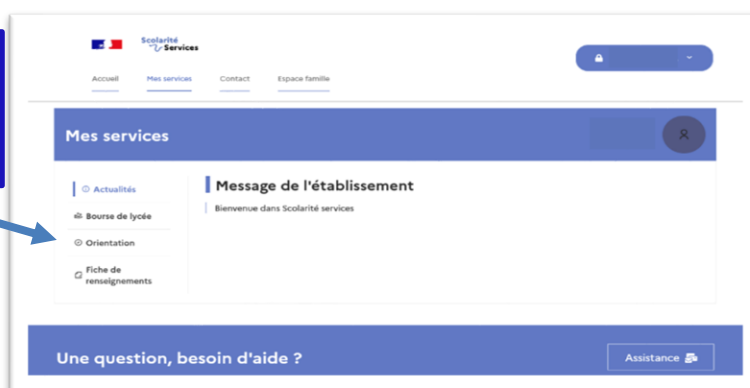 Scolarité
Services
Accueil Mes services Contact Espace famille
Mes services
Actualités
Bourse de lycée
Orientation
Fiche de
renseignements
Message de l'établissement
Bienvenue dans Scolarité services
Une question, besoin d'aide ?
Assistance